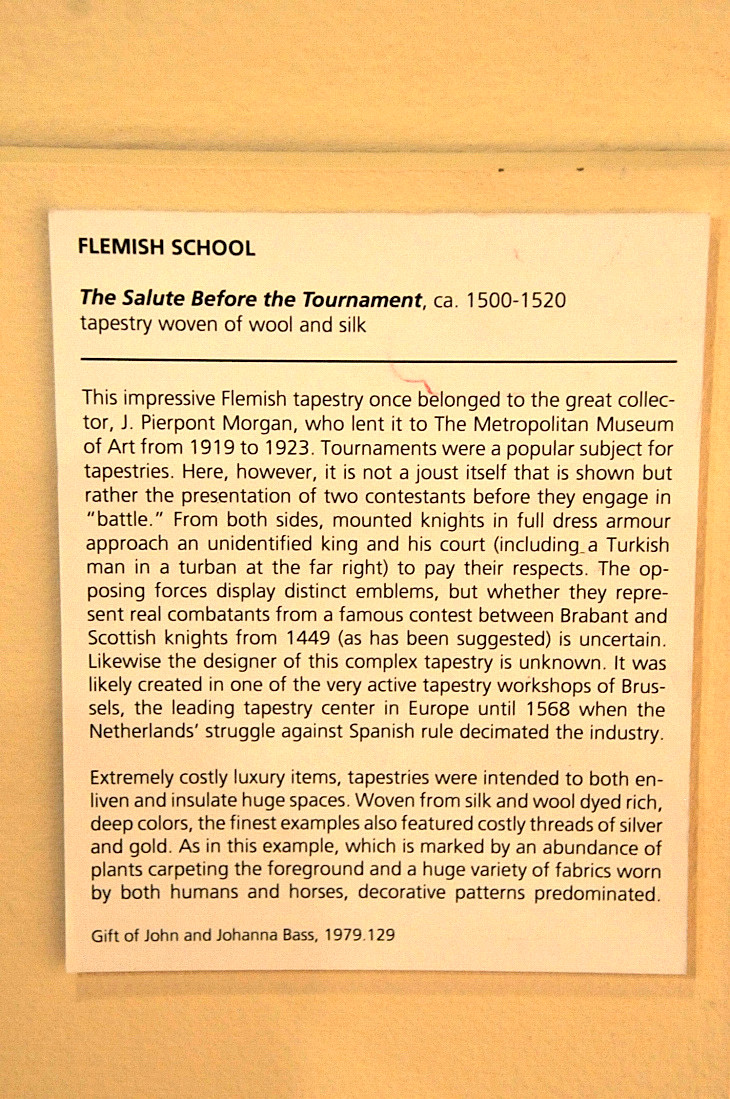 FLEMISH SCHOOL
The Salute Before the Tournament, ca. 1500-1520
tapestry woven of wool and silk
This impressive Flemish tapestry once belonged to the great collec-
tor, J. Pierpont Morgan, who lent it to The Metropolitan Museum
of Art from 1919 to 1923. Tournaments were a popular subject for
tapestries. Here, however, it is not a joust itself that is shown but
rather the presentation of two contestants before they engage in
“battle.” From both sides, mounted knights in full dress armour
approach an unidentified king and his court (including a Turkish
man in a turban at the far right) to pay their respects. The op-
posing forces display distinct emblems, but whether they repre-
sent real combatants from a famous contest between Brabant and
Scottish knights from 1449 (as has been suggested) is uncertain.
Likewise the designer of this complex tapestry is unknown. It was
likely created in one of the very active tapestry workshops of Brus-
sels, the leading tapestry center in Europe until 1568 when the
Netherlands’ struggle against Spanish rule decimated the industry.
Extremely costly luxury items, tapestries were intended to both en-
liven and insulate huge spaces. Woven from silk and wool dyed rich,
deep colors, the finest examples also featured costly threads of silver
and gold. As in this example, which is marked by an abundance of
plants carpeting the foreground and a huge variety of fabrics worn
by both humans and horses, decorative patterns predominated.
Gift of John and Johanna Bass, 1979.129